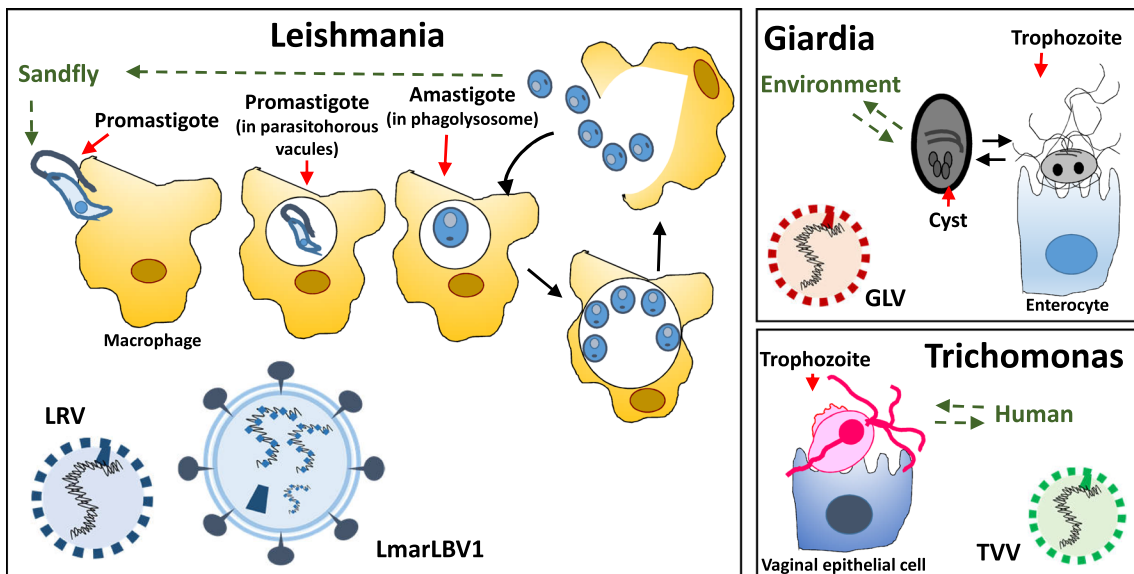 Leishmania
Sandfly
Promastigote
Promastigote
(in parasitohorous
vacules)
Amastigote
(in phagolysosome)
Macrophage
LRV
LmarLBV1
Giardia
Trophozoite
Environment
Cyst
GLV
Enterocyte
Trichomonas
Trophozoite
Human
Vaginal epithelial cell
TVV